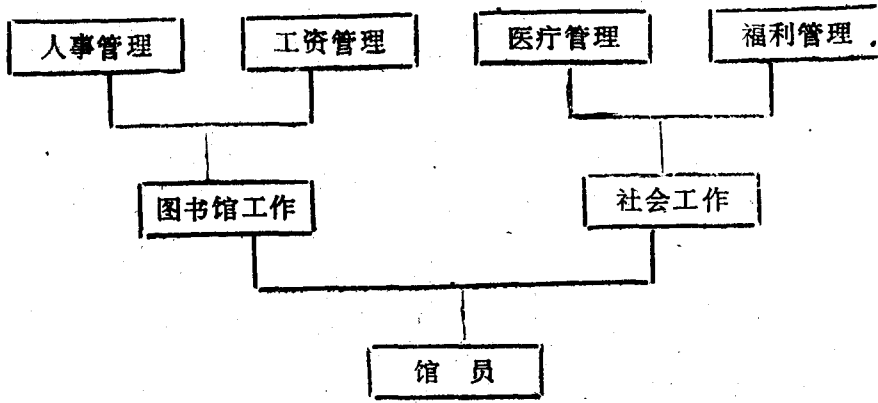 人事管理 工资管理 医疗管理 福利管理
图书馆工作 社会工作
馆 员